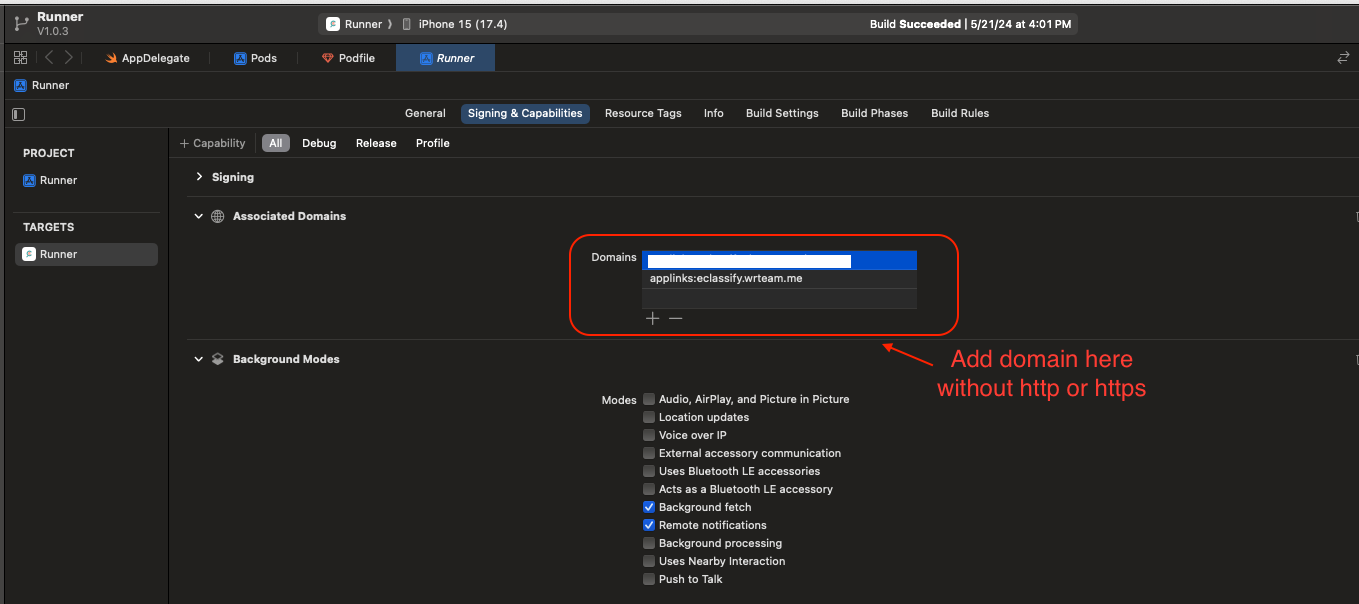 Runner
V1.0.3
Runner ⟩ iPhone 15 (17.4)
Build Succeeded | 5/21/24 at 4:01 PM
AppDelegate
Pods
Podfile
Runner
Runner
General
Signing & Capabilities
Resource Tags
Info
Build Settings
Build Phases
Build Rules
PROJECT
Runner
TARGETS
Runner
+ Capability
All
Debug
Release
Profile
Signing
Associated Domains
Domains
applinks:eclassify.wrteam.me
Add domain here
without http or https
Background Modes
Modes
Audio, AirPlay, and Picture in Picture
Location updates
Voice over IP
External accessory communication
Uses Bluetooth LE accessories
Acts as a Bluetooth LE accessory
Background fetch
Remote notifications
Background processing
Uses Nearby Interaction
Push to Talk